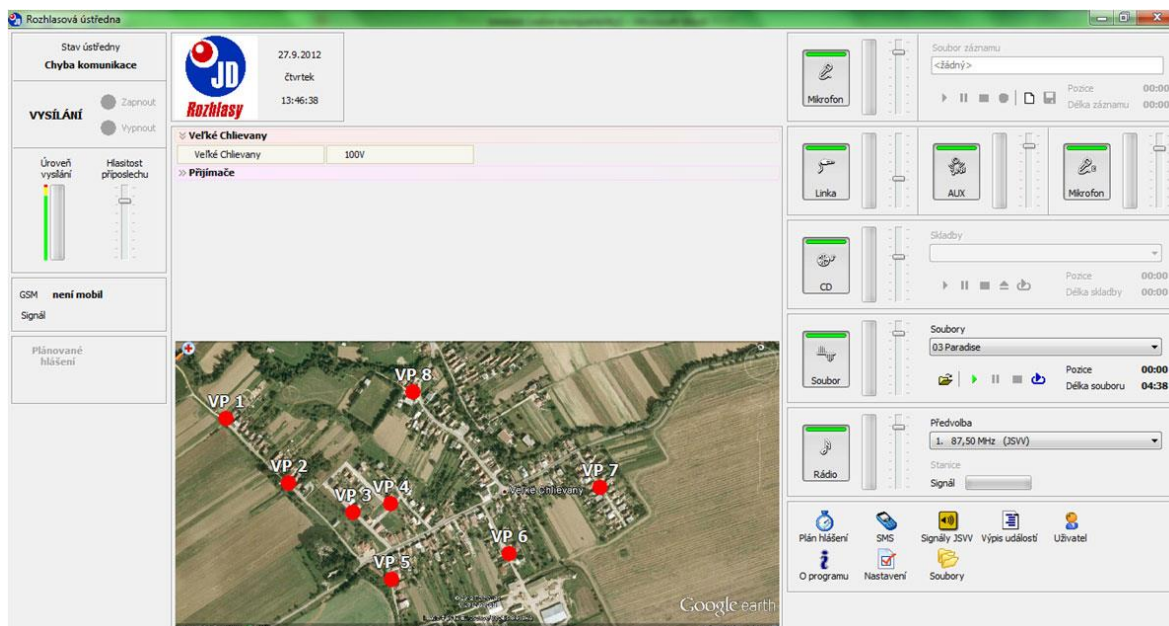 Rozhlasová ústředna
Stav ústředny
Chyba komunikace
VYSÍLÁNÍ
Zapnout
Vypnout
Úroveň vysílání
Hlasitost příposlechu
GSM není mobil
Signál
Plánované
hlášení
JD
Rozhlasy
27.9.2012
čtvrtek
13:46:38
Veľké Chlievany
Veľké Chlievany 100V
Přijímače
VP 1
VP 2
VP 3
VP 4
VP 5
VP 6
VP 7
VP 8
Veľké Chlievany
Google earth
Mikrofon
Soubor záznamu
<žádný>
Pozice 00:00
Délka záznamu 00:00
Linka
AUX
Mikrofon
CD
Skladby
Pozice 00:00
Délka skladby 00:00
Soubor
Soubory
03 Paradise
Pozice 00:00
Délka souboru 04:38
Rádio
Předvolba
1. 87,50 MHz (JSVV)
Stanice
Signál
Plán hlášení
SMS
Signály JSVV
Výpis událostí
Uživatel
O programu
Nastavení
Soubory